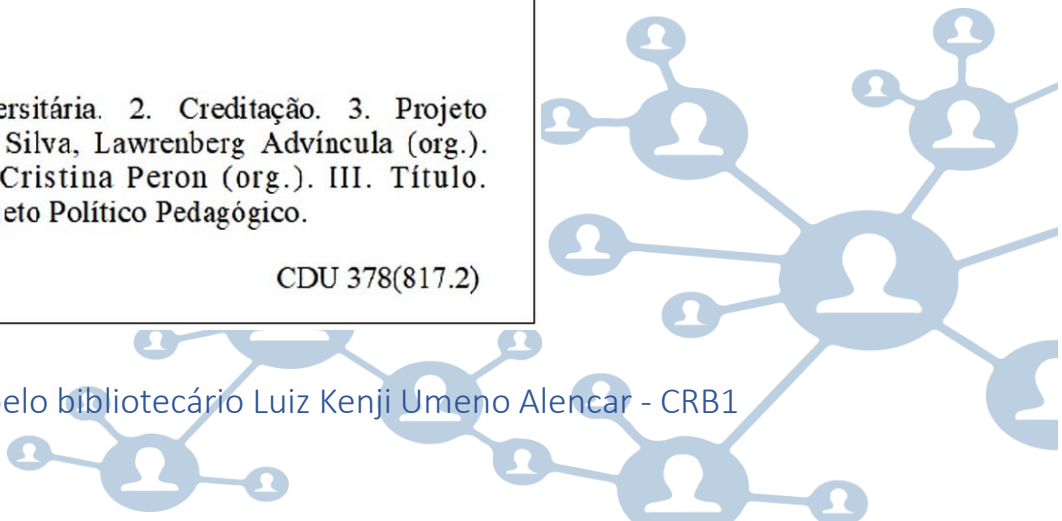 ersitária. 2. Creditação. 3. Projeto
Silva, Lawrenberg Advíncula (org.).
Cristina Peron (org.). III. Título.
eto Político Pedagógico.
CDU 378(817.2)
elo bibliotecário Luiz Kenji Umeno Alencar - CRB1